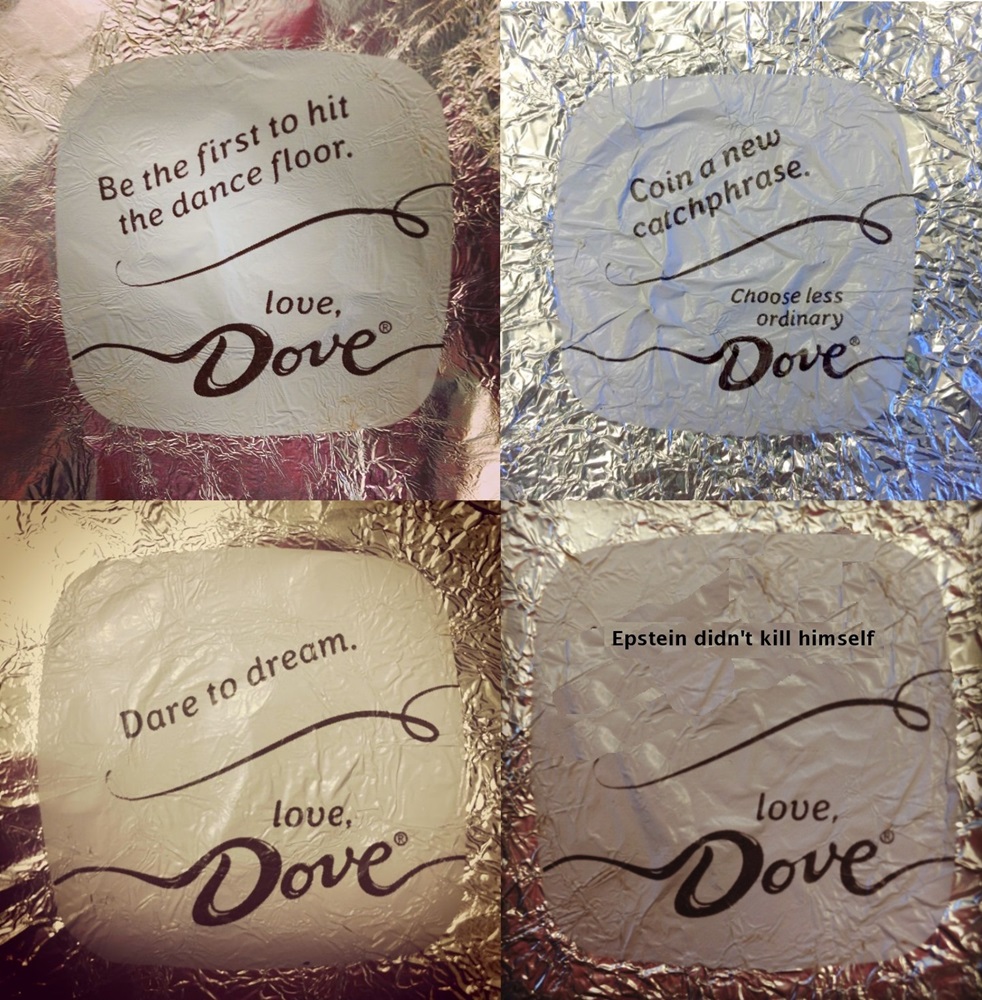 Be the first to hit
the dance floor.
love,
Dove®
Coin a new
catchphrase.
Choose less
ordinary
Dove®
Dare to dream.
love,
Dove®
Epstein didn't kill himself
love,
Dove®